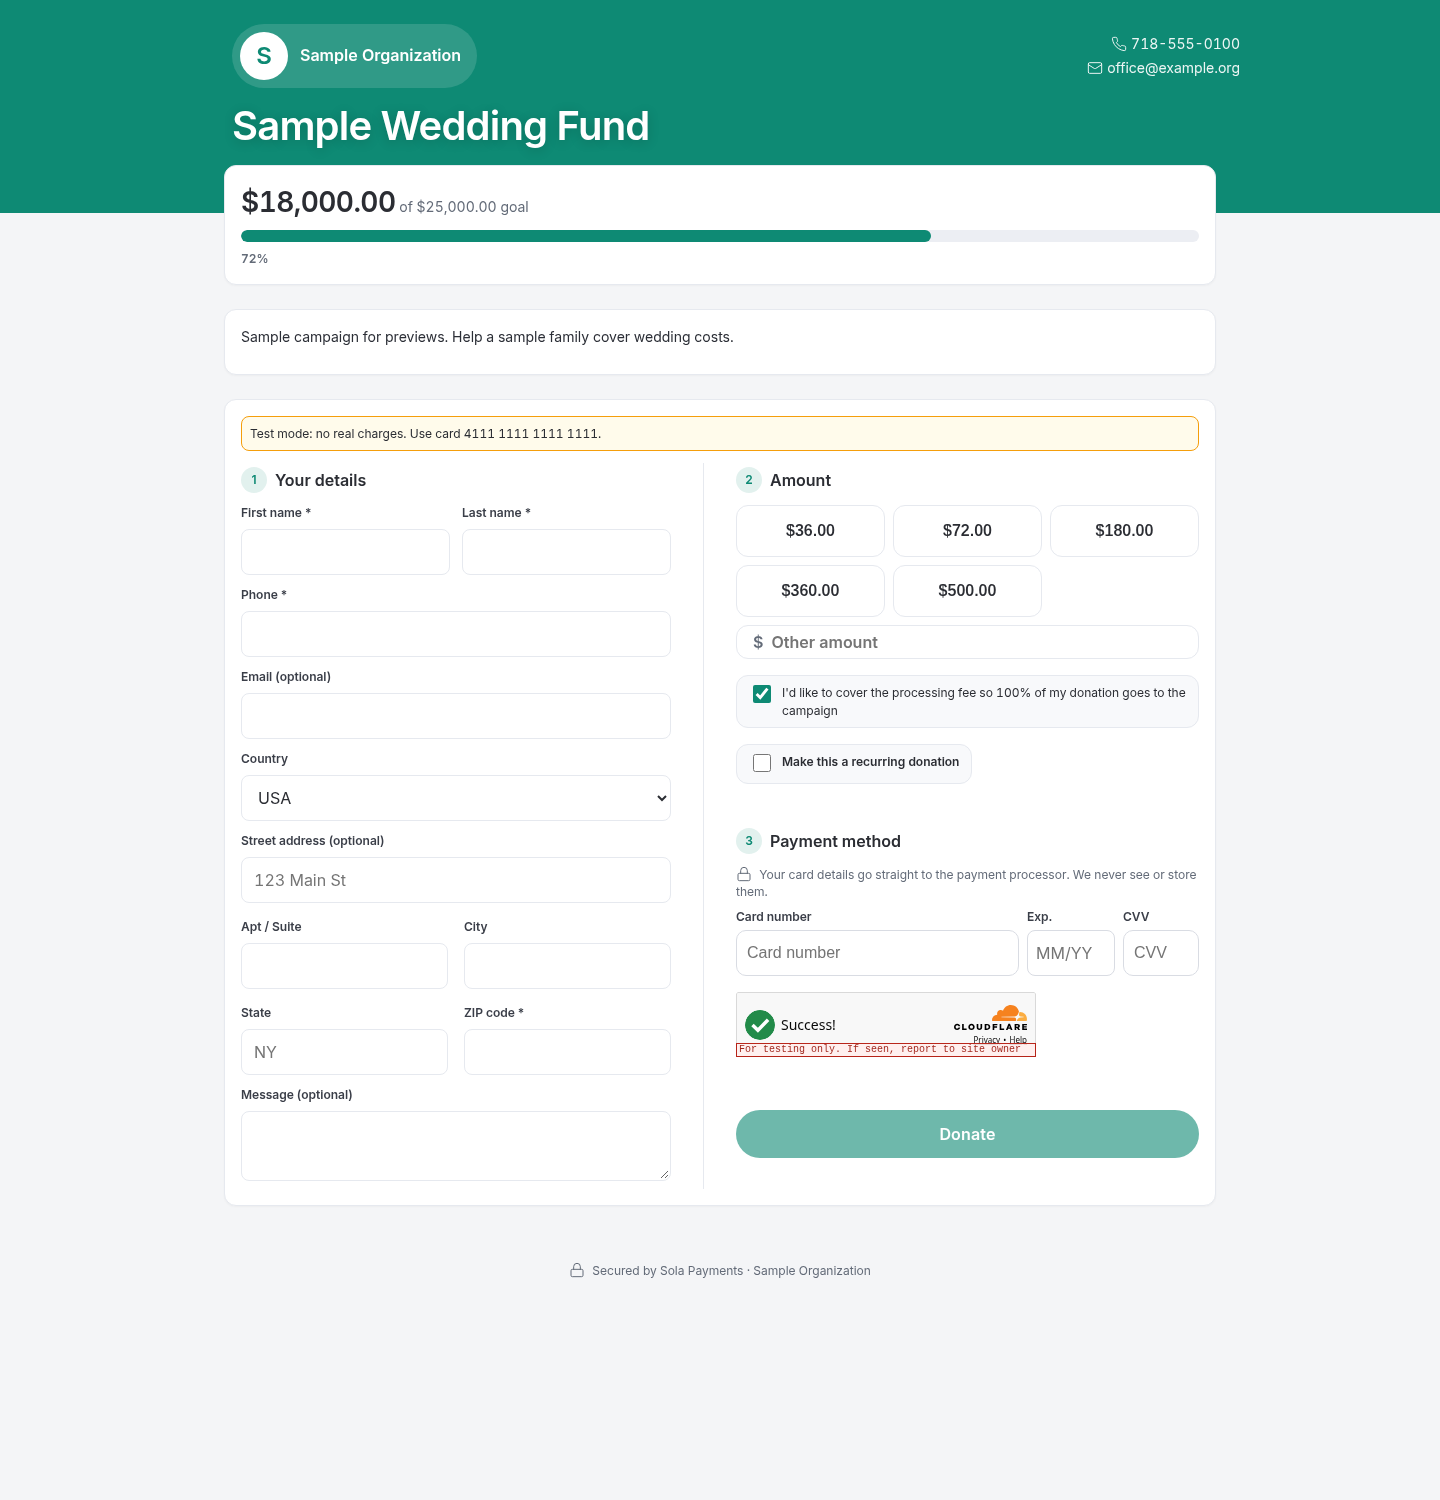 S
Sample Organization
718-555-0100
office@example.org
Sample Wedding Fund
$18,000.00 of $25,000.00 goal
72%
Sample campaign for previews. Help a sample family cover wedding costs.
Test mode: no real charges. Use card 4111 1111 1111 1111.
1 Your details
First name *
Last name *
Phone *
Email (optional)
Country
USA
Street address (optional)
123 Main St
Apt / Suite
City
State
ZIP code *
NY
Message (optional)
2 Amount
$36.00
$72.00
$180.00
$360.00
$500.00
$ Other amount
I'd like to cover the processing fee so 100% of my donation goes to the
campaign
Make this a recurring donation
3 Payment method
Your card details go straight to the payment processor. We never see or store
them.
Card number
Exp.
CVV
Card number
MM/YY
CVV
Success!
CLOUDFLARE
Privacy • Help
For testing only. If seen, report to site owner
Donate
Secured by Sola Payments · Sample Organization